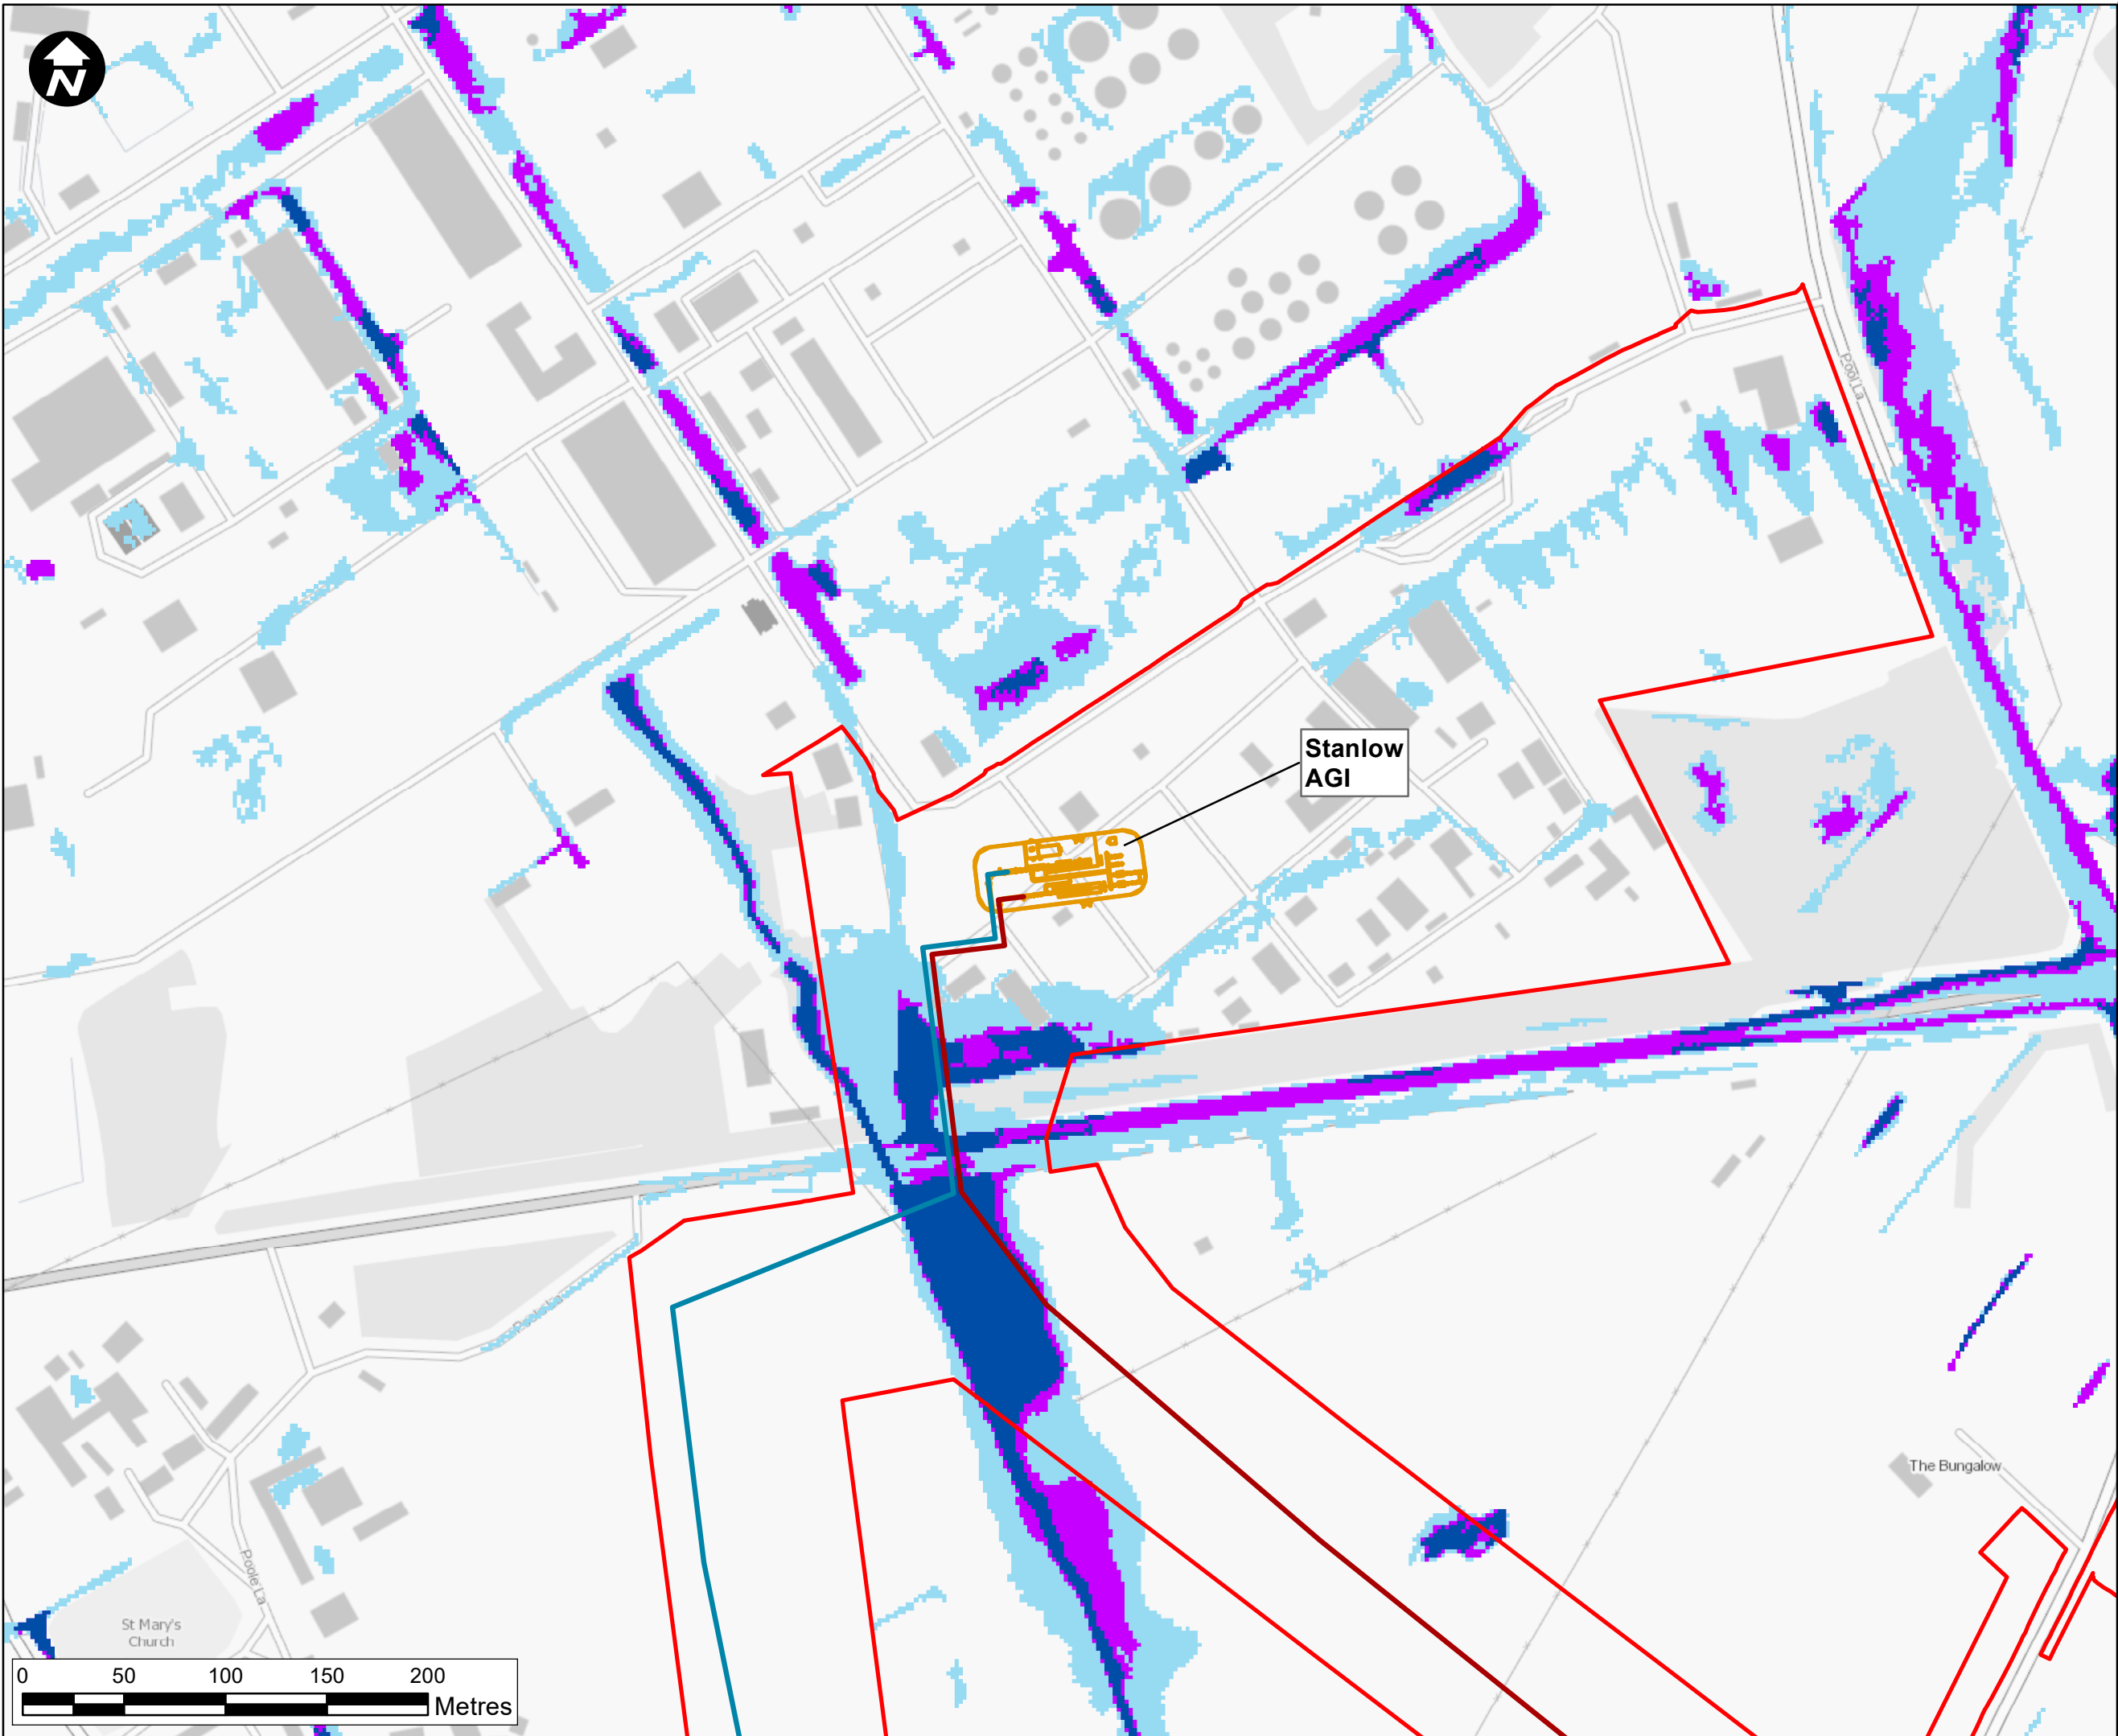 N
Pool La
Stanlow
AGI
The Bungalow
Poole La
St Mary's
Church
0 50 100 150 200
Metres